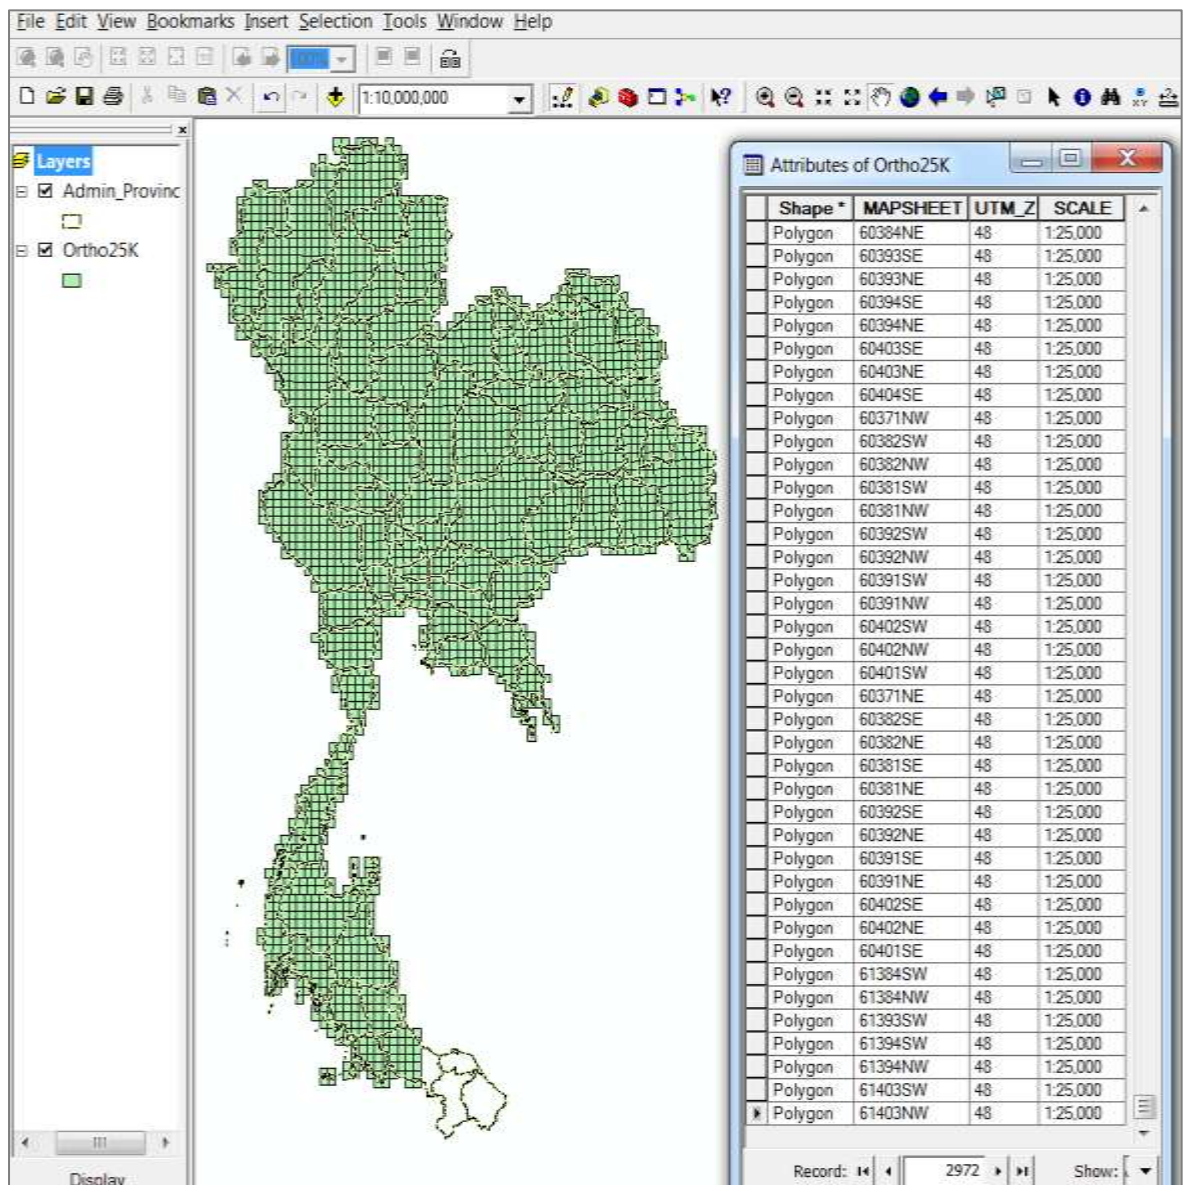 File Edit View Bookmarks Insert Selection Tools Window Help
100%
1:10,000,000
Layers
Admin_Provinc
Ortho25K
Display
Attributes of Ortho25K
Shape * MAPSHEET UTM_Z SCALE
Polygon 60384NE 48 1:25,000
Polygon 60393SE 48 1:25,000
Polygon 60393NE 48 1:25,000
Polygon 60394SE 48 1:25,000
Polygon 60394NE 48 1:25,000
Polygon 60403SE 48 1:25,000
Polygon 60403NE 48 1:25,000
Polygon 60404SE 48 1:25,000
Polygon 60371NW 48 1:25,000
Polygon 60382SW 48 1:25,000
Polygon 60382NW 48 1:25,000
Polygon 60381SW 48 1:25,000
Polygon 60381NW 48 1:25,000
Polygon 60392SW 48 1:25,000
Polygon 60392NW 48 1:25,000
Polygon 60391SW 48 1:25,000
Polygon 60391NW 48 1:25,000
Polygon 60402SW 48 1:25,000
Polygon 60402NW 48 1:25,000
Polygon 60401SW 48 1:25,000
Polygon 60371NE 48 1:25,000
Polygon 60382SE 48 1:25,000
Polygon 60382NE 48 1:25,000
Polygon 60381SE 48 1:25,000
Polygon 60381NE 48 1:25,000
Polygon 60392SE 48 1:25,000
Polygon 60392NE 48 1:25,000
Polygon 60391SE 48 1:25,000
Polygon 60391NE 48 1:25,000
Polygon 60402SE 48 1:25,000
Polygon 60402NE 48 1:25,000
Polygon 60401SE 48 1:25,000
Polygon 61384SW 48 1:25,000
Polygon 61384NW 48 1:25,000
Polygon 61393SW 48 1:25,000
Polygon 61394SW 48 1:25,000
Polygon 61394NW 48 1:25,000
Polygon 61403SW 48 1:25,000
Polygon 61403NW 48 1:25,000
Record: 2972 Show: